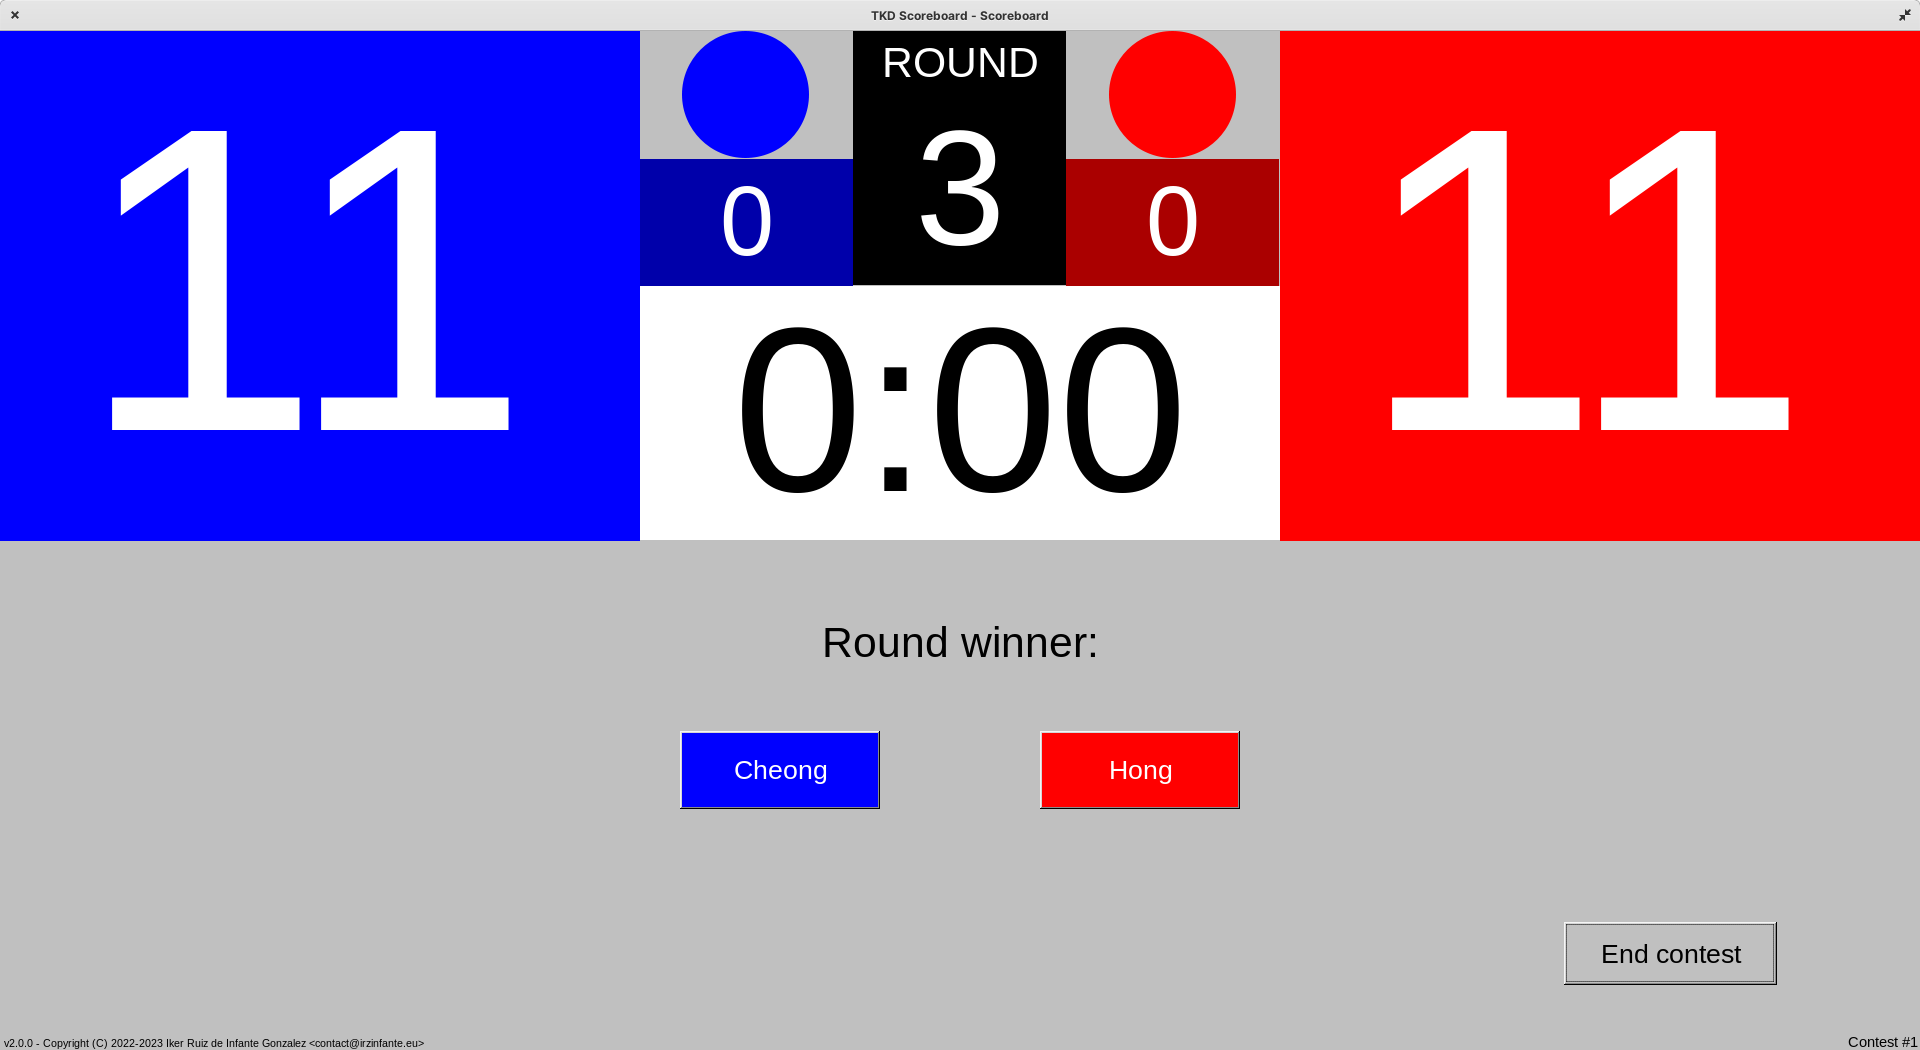 TKD Scoreboard - Scoreboard
11
ROUND
3
0
0
11
0:00
Round winner:
Cheong
Hong
End contest
v2.0.0 - Copyright (C) 2022-2023 Iker Ruiz de Infante Gonzalez <contact@irzinfante.eu>
Contest #1